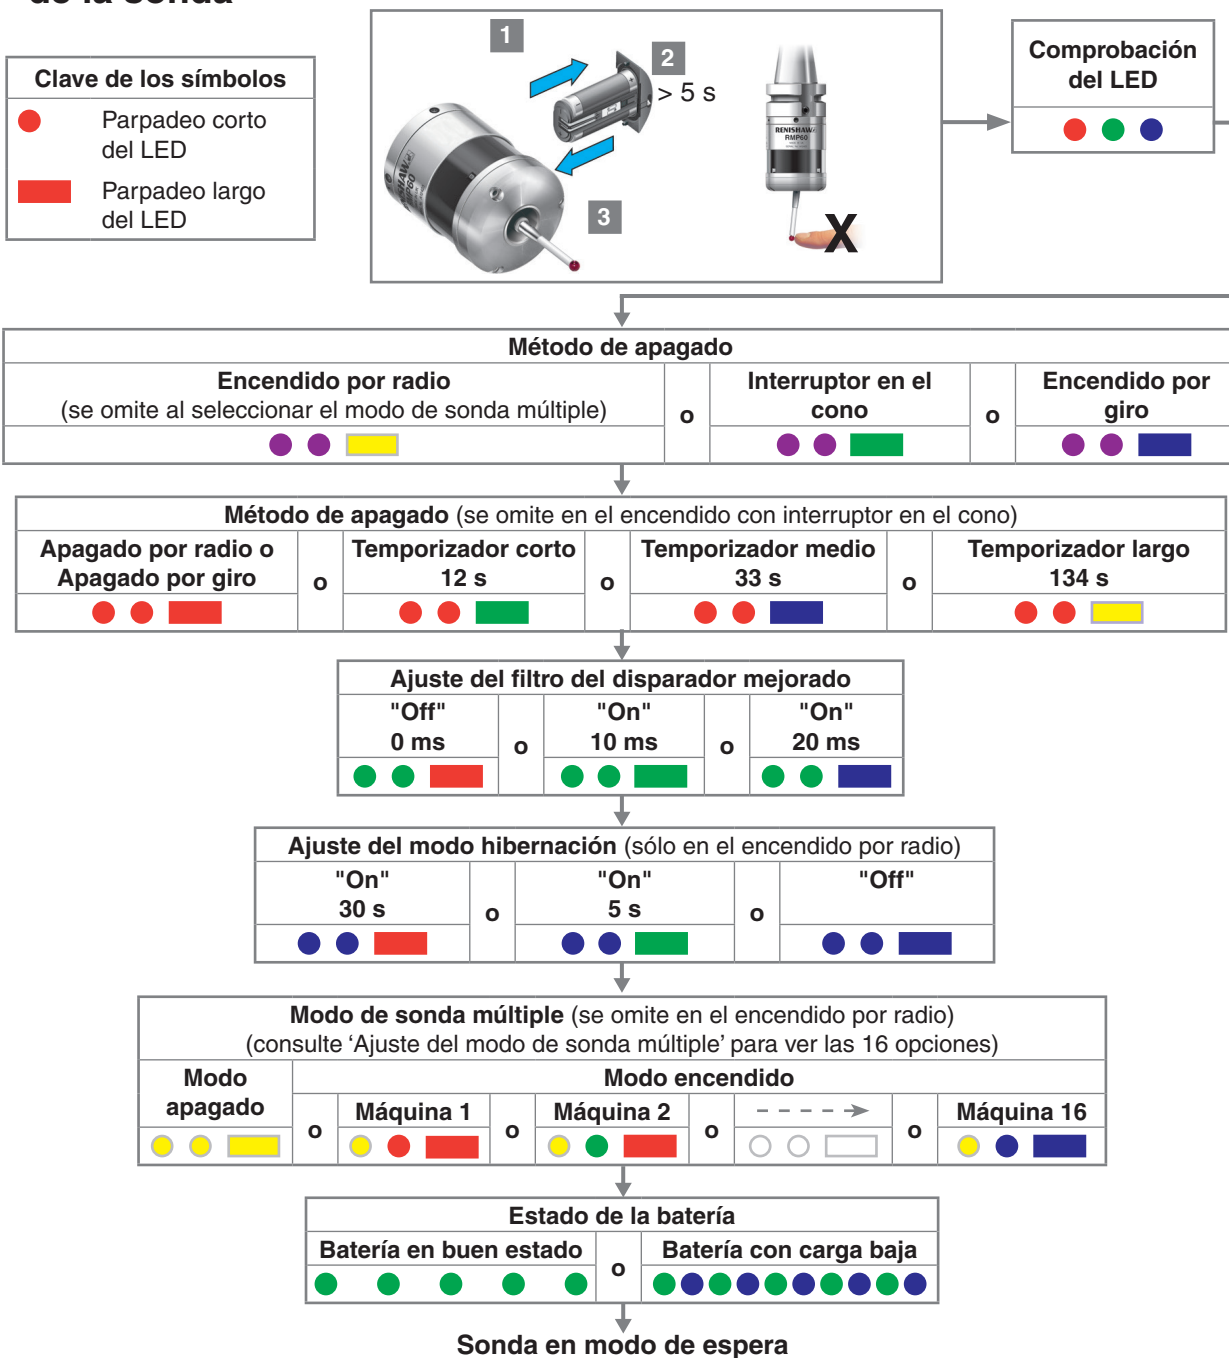 de la sonda
Clave de los símbolos
Parpadeo corto
del LED
Parpadeo largo
del LED
1
2
> 5 s
3
RENISHAW
RMP60
RENISHAW
RMP60
X
Comprobación
del LED
Método de apagado
Encendido por radio
(se omite al seleccionar el modo de sonda múltiple)
o
Interruptor en el
cono
o
Encendido por
giro
Método de apagado (se omite en el encendido con interruptor en el cono)
Apagado por radio o
Apagado por giro
o
Temporizador corto
12 s
o
Temporizador medio
33 s
o
Temporizador largo
134 s
Ajuste del filtro del disparador mejorado
"Off"
0 ms
o
"On"
10 ms
o
"On"
20 ms
Ajuste del modo hibernación (sólo en el encendido por radio)
"On"
30 s
o
"On"
5 s
o
"Off"
Modo de sonda múltiple (se omite en el encendido por radio)
(consulte ‘Ajuste del modo de sonda múltiple’ para ver las 16 opciones)
Modo
apagado
Modo encendido
o
Máquina 1
o
Máquina 2
o
o
Máquina 16
Estado de la batería
Batería en buen estado
o
Batería con carga baja
Sonda en modo de espera